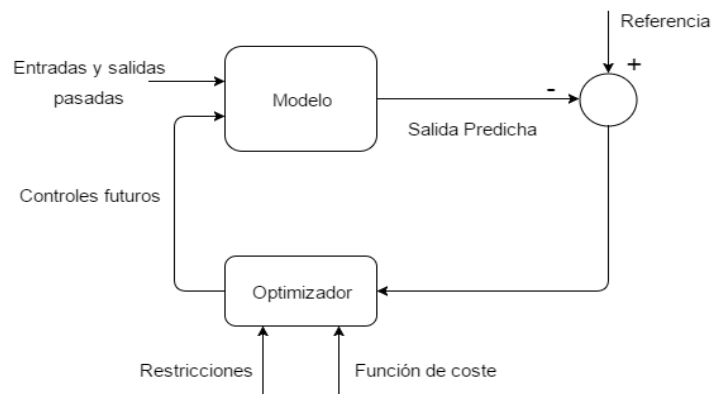 Referencia
+
Entradas y salidas
pasadas
Modelo
-
Salida Predicha
Controles futuros
Optimizador
Restricciones
Función de coste